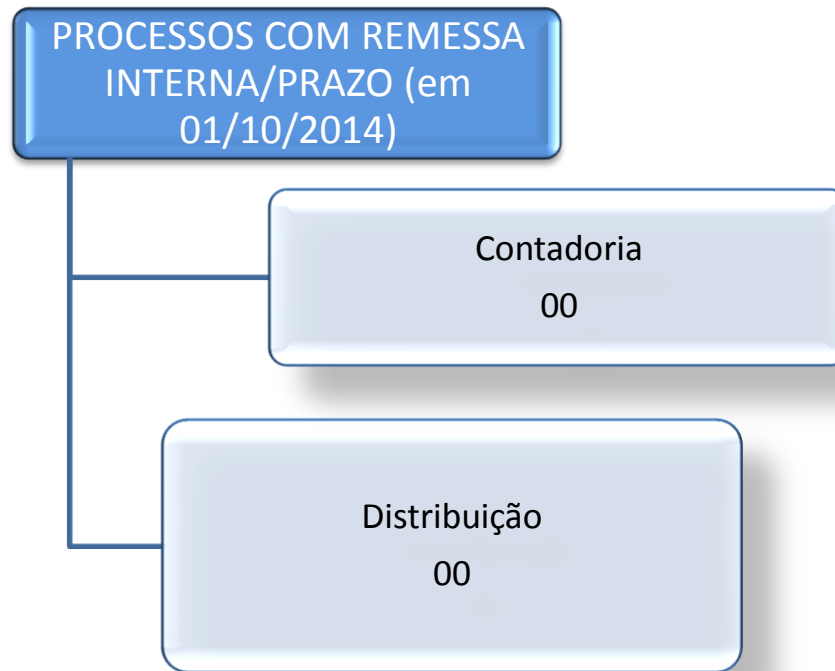 PROCESSOS COM REMESSA
INTERNA/PRAZO (em
01/10/2014)
Contadoria
00
Distribuição
00